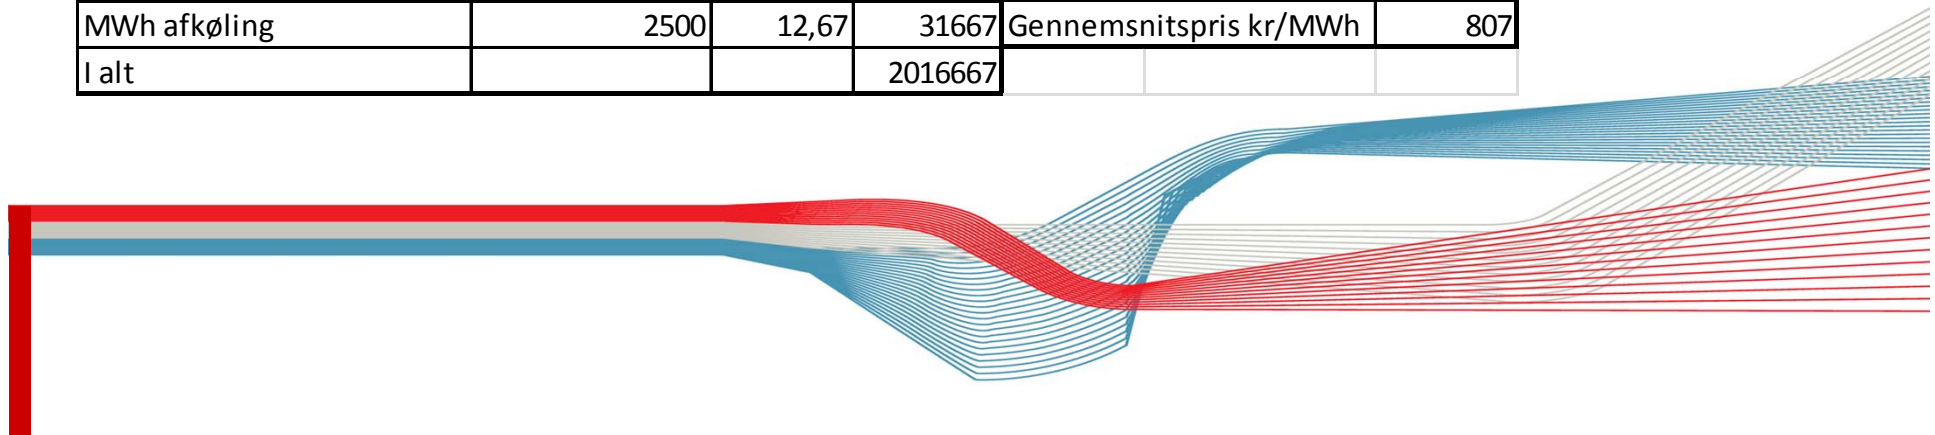 MWh afkøling 2500 12,67 31667 Gennemsnitspris kr/MWh 807
I alt 2016667